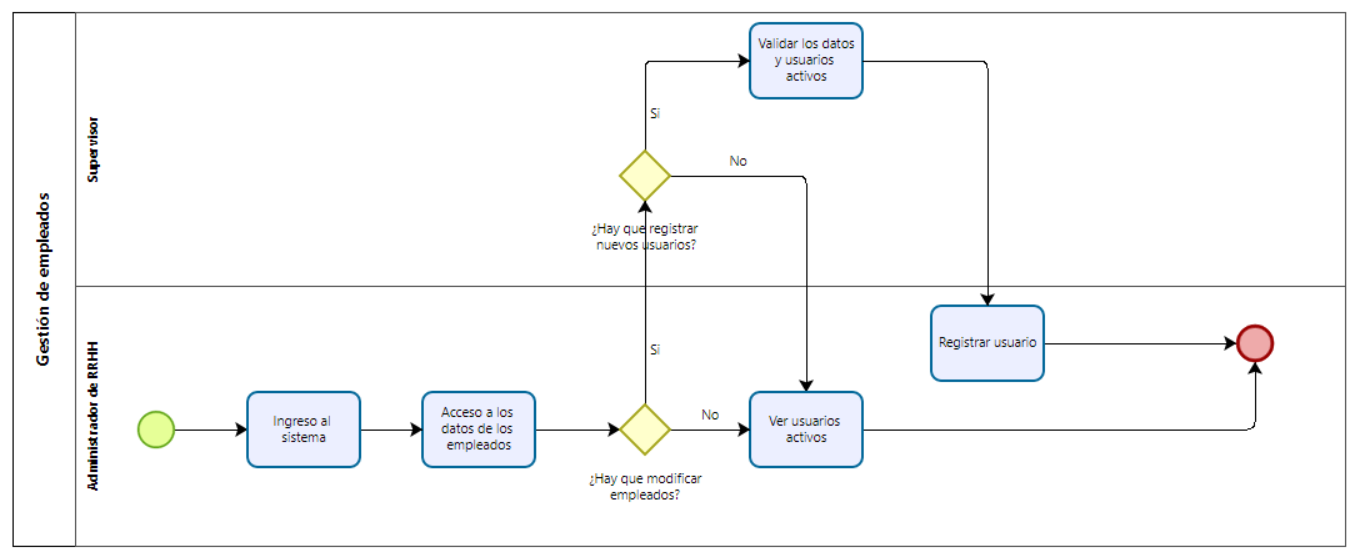 Gestión de empleados
Supervisor
Validar los datos
y usuarios
activos
Si
No
¿Hay que registrar
nuevos usuarios?
Administrador de RRHH
Registrar usuario
Si
Ingreso al
sistema
Acceso a los
datos de los
empleados
No
Ver usuarios
activos
¿Hay que modificar
empleados?